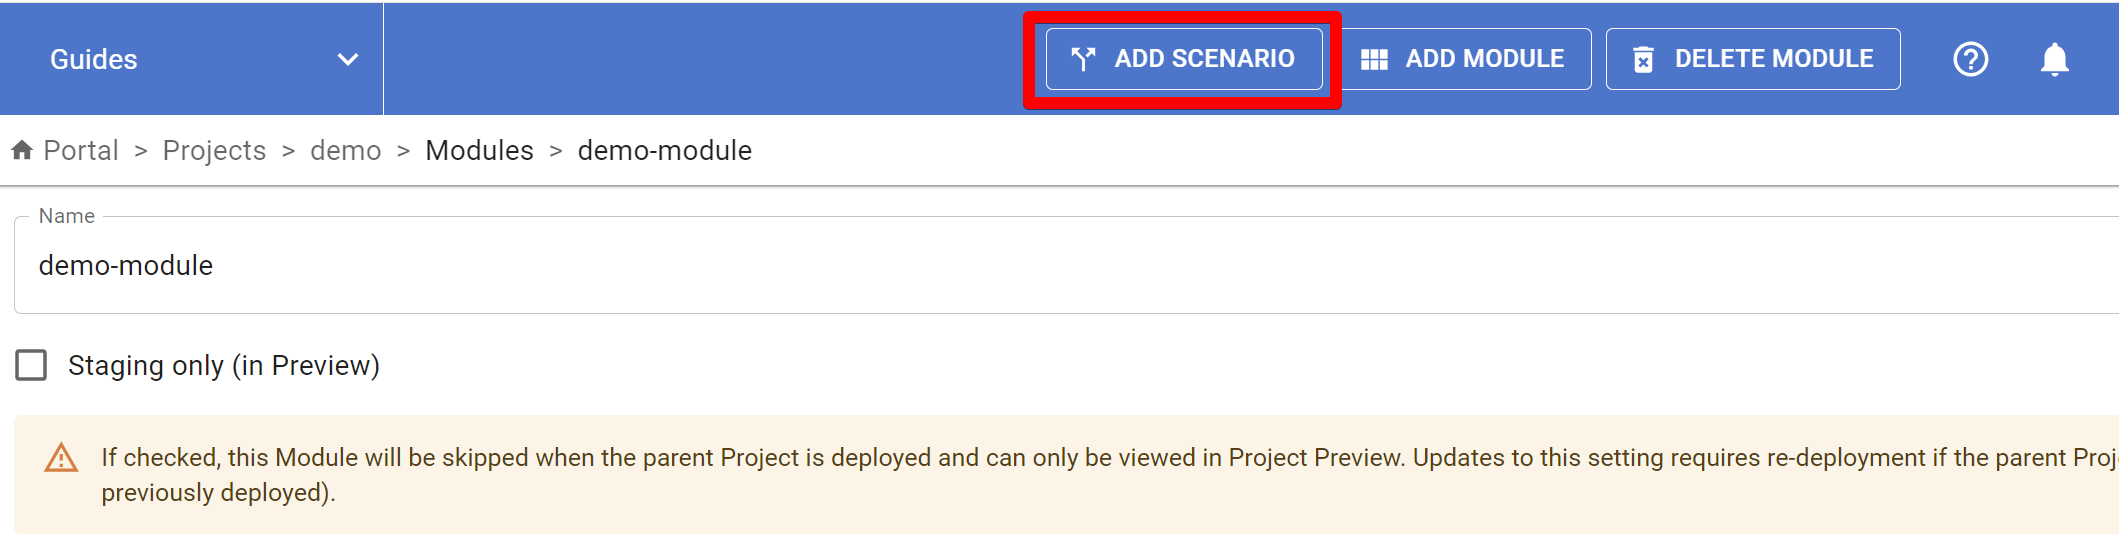 Guides
ADD SCENARIO
ADD MODULE
DELETE MODULE
Portal > Projects > demo > Modules > demo-module
Name
demo-module
Staging only (in Preview)
If checked, this Module will be skipped when the parent Project is deployed and can only be viewed in Project Preview. Updates to this setting requires re-deployment if the parent
previously deployed).